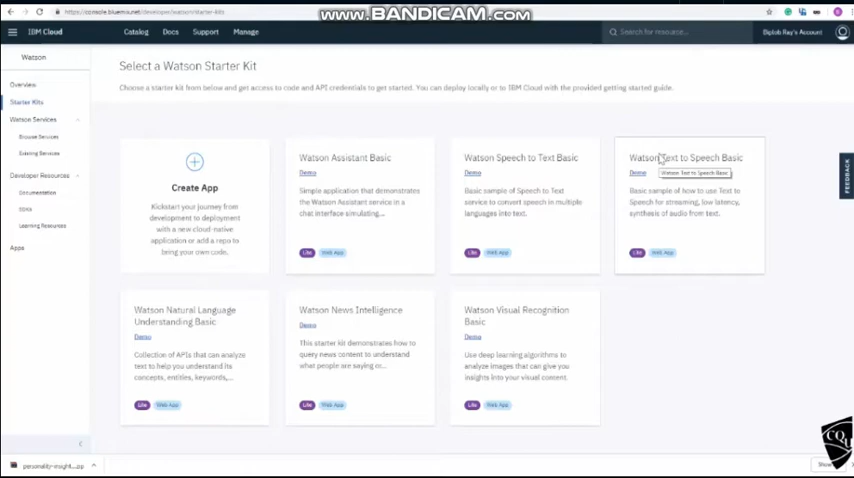 https://console.bluemix.net/developer/watson/starter-kits
www.BANDICAM.com
IBM Cloud
Catalog
Docs
Support
Manage
Search for resource...
Biplob Ray's Account
Watson
Overview
Starter Kits
Watson Services
Browse Services
Existing Services
Developer Resources
Documentation
SDKs
Learning Resources
Apps
Select a Watson Starter Kit
Choose a starter kit from below and get access to code and API credentials to get started. You can deploy locally or to IBM Cloud with the provided getting started guide.
Create App
Kickstart your journey from
development to deployment
with a new cloud-native
application or add a repo to
bring your own code.
Watson Assistant Basic
Demo
Simple application that demonstrates
the Watson Assistant service in a
chat interface simulating...
Lite
Web App
Watson Speech to Text Basic
Demo
Basic sample of Speech to Text
service to convert speech in multiple
languages into text.
Lite
Web App
Watson Text to Speech Basic
Demo
Watson Text to Speech Basic
Basic sample of how to use Text to
Speech for streaming, low latency,
synthesis of audio from text.
Lite
Web App
Watson Natural Language
Understanding Basic
Demo
Collection of APIs that can analyze
text to help you understand its
concepts, entities, keywords,...
Lite
Web App
Watson News Intelligence
Demo
This starter kit demonstrates how to
query news content to understand
what people are saying or...
Lite
Web App
Watson Visual Recognition
Basic
Demo
Use deep learning algorithms to
analyze images that can give you
insights into your visual content.
Lite
Web App
FEEDBACK
CQU
personality-insight....zip
Show